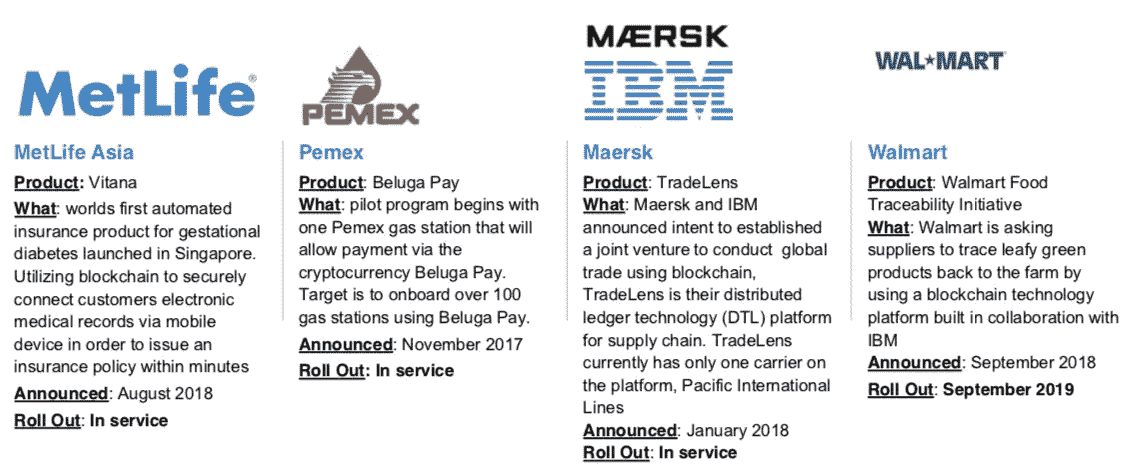 MetLife®
MetLife Asia
Product: Vitana
What: worlds first automated
insurance product for gestational
diabetes launched in Singapore.
Utilizing blockchain to securely
connect customers electronic
medical records via mobile
device in order to issue an
insurance policy within minutes
Announced: August 2018
Roll Out: In service
PEMEX
Pemex
Product: Beluga Pay
What: pilot program begins with
one Pemex gas station that will
allow payment via the
cryptocurrency Beluga Pay.
Target is to onboard over 100
gas stations using Beluga Pay.
Announced: November 2017
Roll Out: In service
MÆRSK
IBM
Maersk
Product: TradeLens
What: Maersk and IBM
announced intent to established
a joint venture to conduct global
trade using blockchain,
TradeLens is their distributed
ledger technology (DTL) platform
for supply chain. TradeLens
currently has only one carrier on
the platform, Pacific International
Lines
Announced: January 2018
Roll Out: In service
WAL★MART
Walmart
Product: Walmart Food
Traceability Initiative
What: Walmart is asking
suppliers to trace leafy green
products back to the farm by
using a blockchain technology
platform built in collaboration with
IBM
Announced: September 2018
Roll Out: September 2019